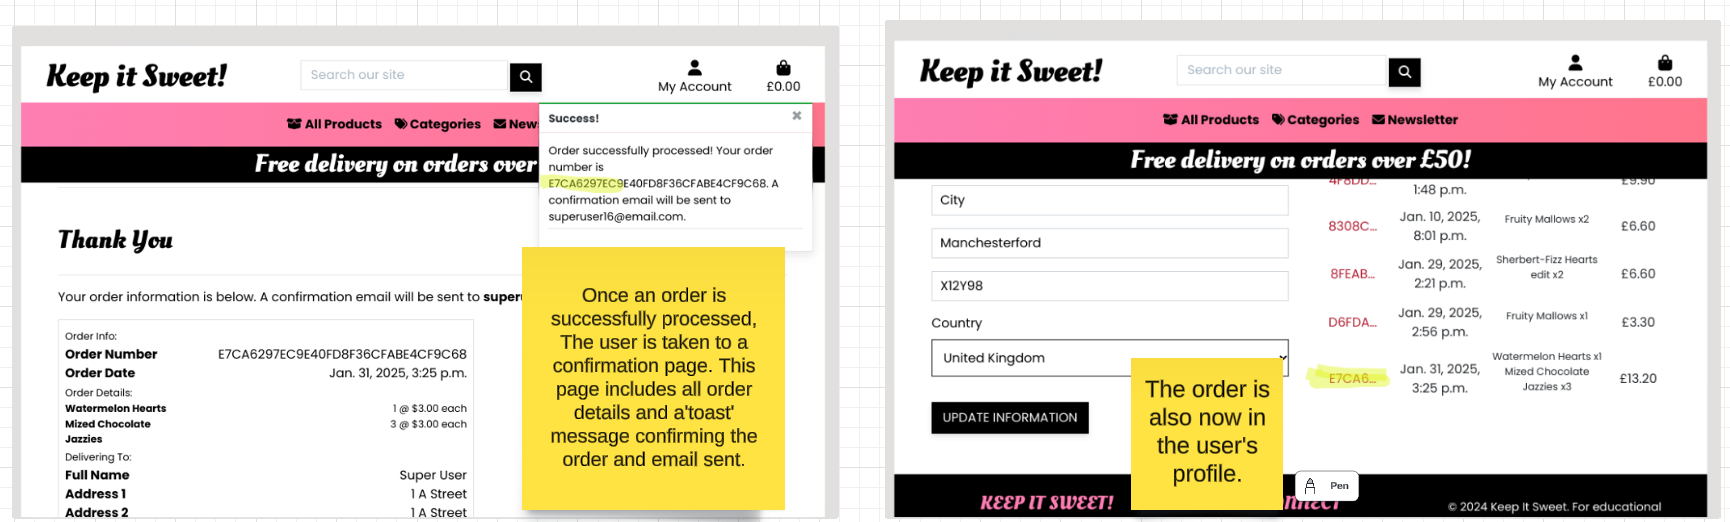 Keep it Sweet!
Search our site
My Account
£0.00
All Products Categories News
Free delivery on orders over
Success!
Order successfully processed! Your order
number is
E7CA6297EC9E40FD8F36CFABE4CF9C68. A
confirmation email will be sent to
superuser16@email.com.
Thank You
Your order information is below. A confirmation email will be sent to super
Order Info:
Order Number E7CA6297EC9E40FD8F36CFABE4CF9C68
Order Date Jan. 31, 2025, 3:25 p.m.
Order Details:
Watermelon Hearts 1 @ $3.00 each
Mized Chocolate 3 @ $3.00 each
Jazzies
Delivering To:
Full Name Super User
Address 1 1 A Street
Address 2 2 A Street
Once an order is
successfully processed,
The user is taken to a
confirmation page. This
page includes all order
details and a'toast'
message confirming the
order and email sent.
Keep it Sweet!
Search our site
My Account
£0.00
All Products Categories Newsletter
Free delivery on orders over £50!
City
Manchesterford
X12Y98
Country
United Kingdom
UPDATE INFORMATION
4F8DD... 1:48 p.m. £9.90
8308C... Jan. 10, 2025, Fruity Mallows x2 £6.60
8:01 p.m.
8FEAB... Jan. 29, 2025, Sherbert-Fizz Hearts £6.60
2:21 p.m. edit x2
D6FDA... Jan. 29, 2025, Fruity Mallows x1 £3.30
2:56 p.m.
E7CA6... Jan. 31, 2025, Watermelon Hearts x1 £13.20
3:25 p.m. Mized Chocolate
Jazzies x3
The order is
also now in
the user's
profile.
Pen
KEEP IT SWEET!
© 2024 Keep It Sweet. For educational